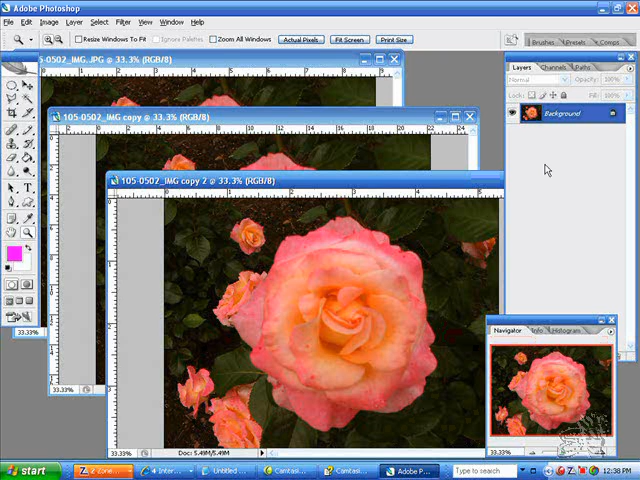 Adobe Photoshop
File Edit Image Layer Select Filter View Window Help
Resize Windows To Fit Ignore Palettes Zoom All Windows Actual Pixels Fit Screen Print Size
Brushes Presets Comps
5-0502_IMG.JPG @ 33.3% (RGB/8)
105-0502_IMG copy @ 33.3% (RGB/8)
105-0502_IMG copy 2 @ 33.3% (RGB/8)
Layers Channels Paths
Normal Opacity: 100%
Lock: Fill: 100%
Background
Navigator Info Histogram
33.33%
33.33%
33.33% Doc: 5.49M/5.49M
33.33%
start 2 Zone... 4 Inter... Untitled ... Camtasi... Camtasi... Adobe P... Type to search 12:38 PM